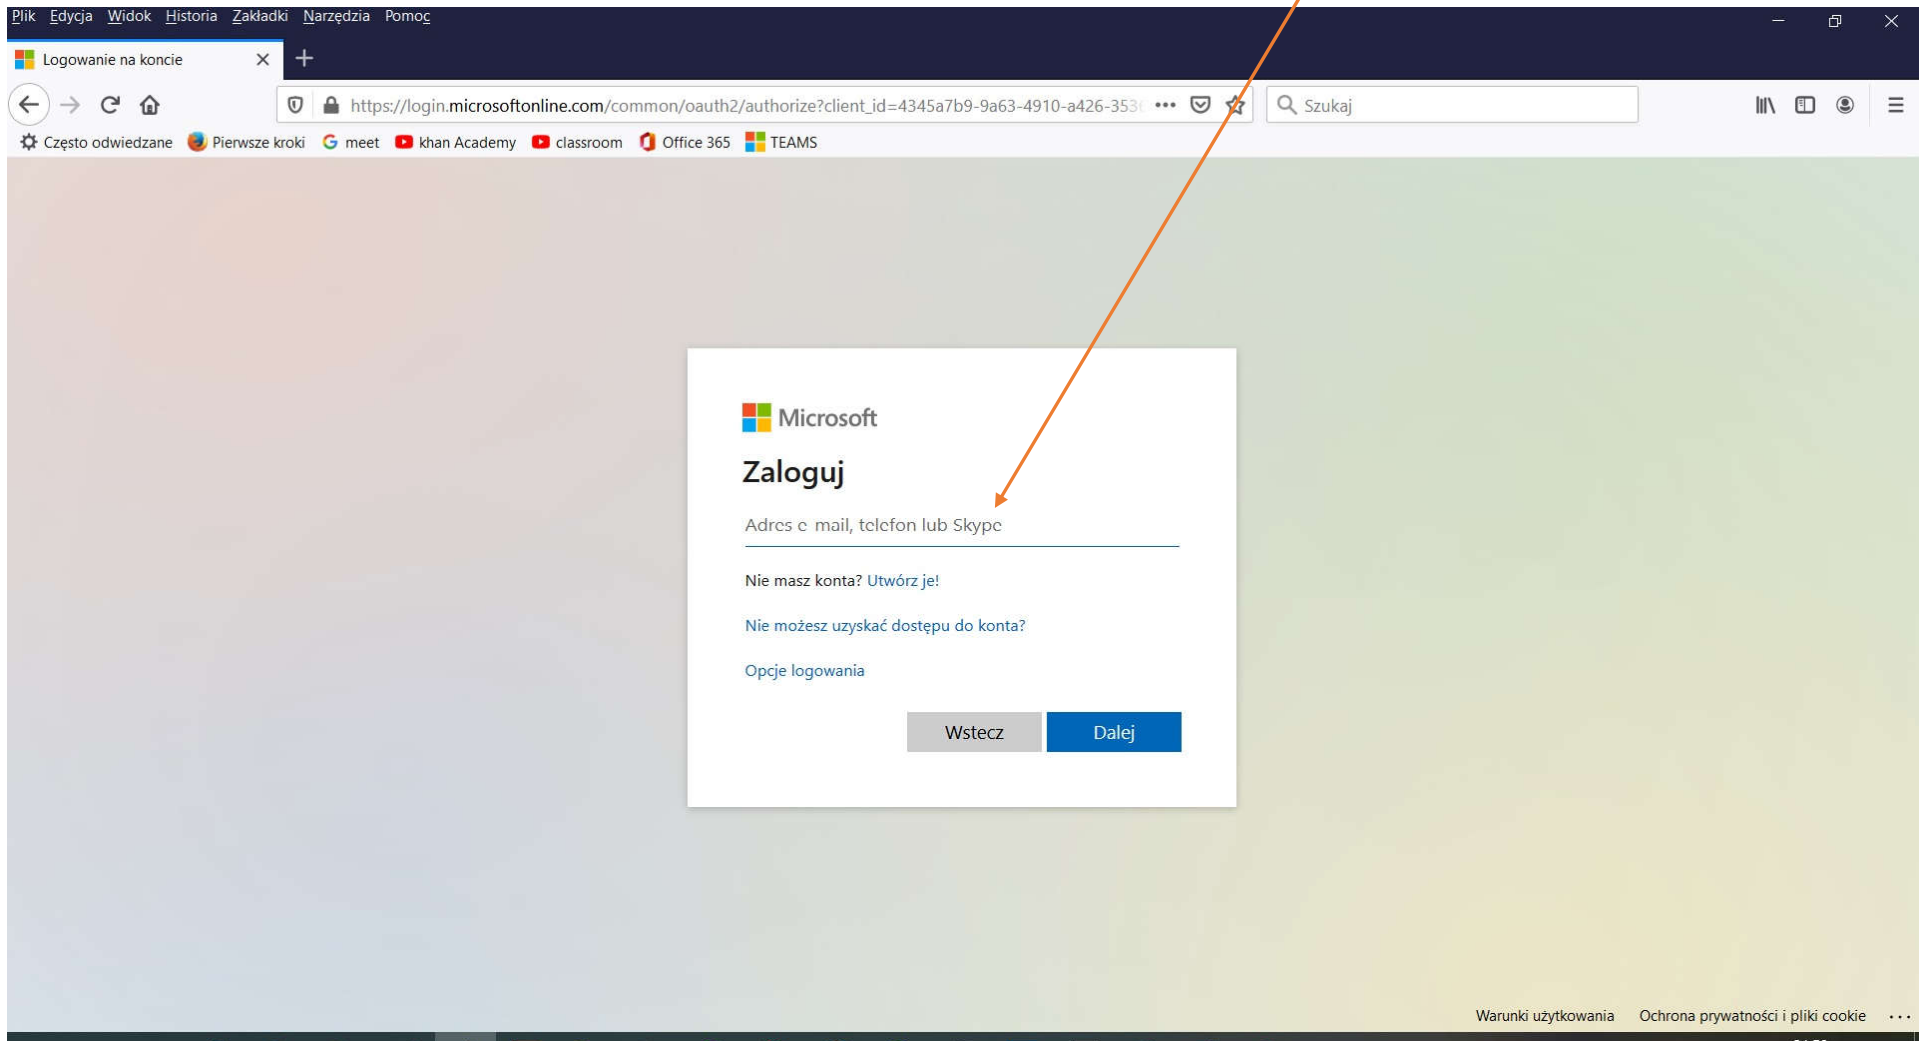 Plik Edycja Widok Historia Zakładki Narzędzia Pomoc
Logowanie na koncie
https://login.microsoftonline.com/common/oauth2/authorize?client_id=4345a7b9-9a63-4910-a426-353
Szukaj
Często odwiedzane Pierwsze kroki meet khan Academy classroom Office 365 TEAMS
Microsoft
Zaloguj
Adres e-mail, telefon lub Skype
Nie masz konta? Utwórz je!
Nie możesz uzyskać dostępu do konta?
Opcje logowania
Wstecz Dalej
Warunki użytkowania Ochrona prywatności i pliki cookie ...